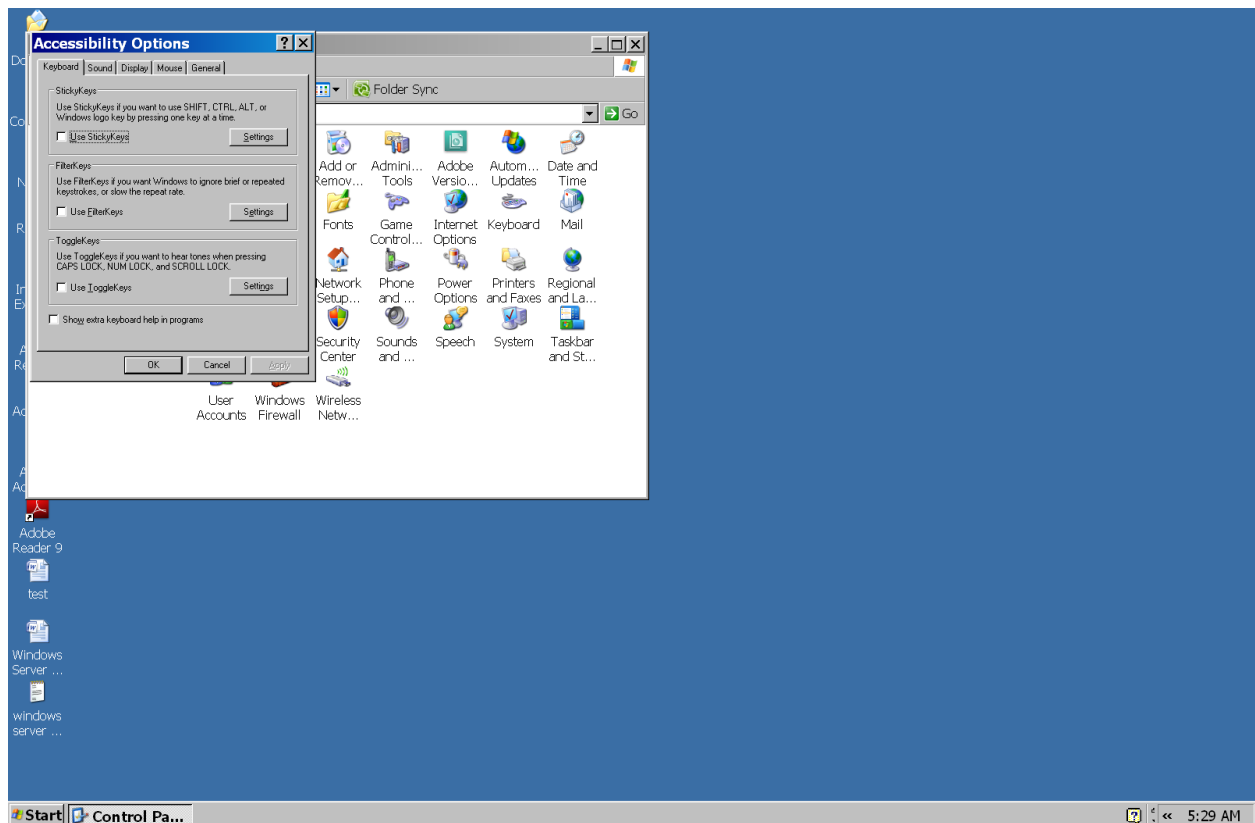 Accessibility Options
Keyboard Sound Display Mouse General
StickyKeys
Use StickyKeys if you want to use SHIFT, CTRL, ALT, or
Windows logo key by pressing one key at a time.
Use StickyKeys Settings
FilterKeys
Use FilterKeys if you want Windows to ignore brief or repeated
keystrokes, or slow the repeat rate.
Use FilterKeys Settings
ToggleKeys
Use ToggleKeys if you want to hear tones when pressing
CAPS LOCK, NUM LOCK, and SCROLL LOCK.
Use ToggleKeys Settings
Show extra keyboard help in programs
OK Cancel Apply
Folder Sync
Go
Add or Admini... Adobe Autom... Date and
Remov... Tools Versio... Updates Time
Fonts Game Internet Keyboard Mail
Control... Options
Network Phone Power Printers Regional
Setup... and ... Options and Faxes and La...
Security Sounds Speech System Taskbar
Center and ... and St...
User Windows Wireless
Accounts Firewall Netw...
Adobe
Reader 9
test
Windows
Server ...
windows
server ...
Start Control Pa... 5:29 AM